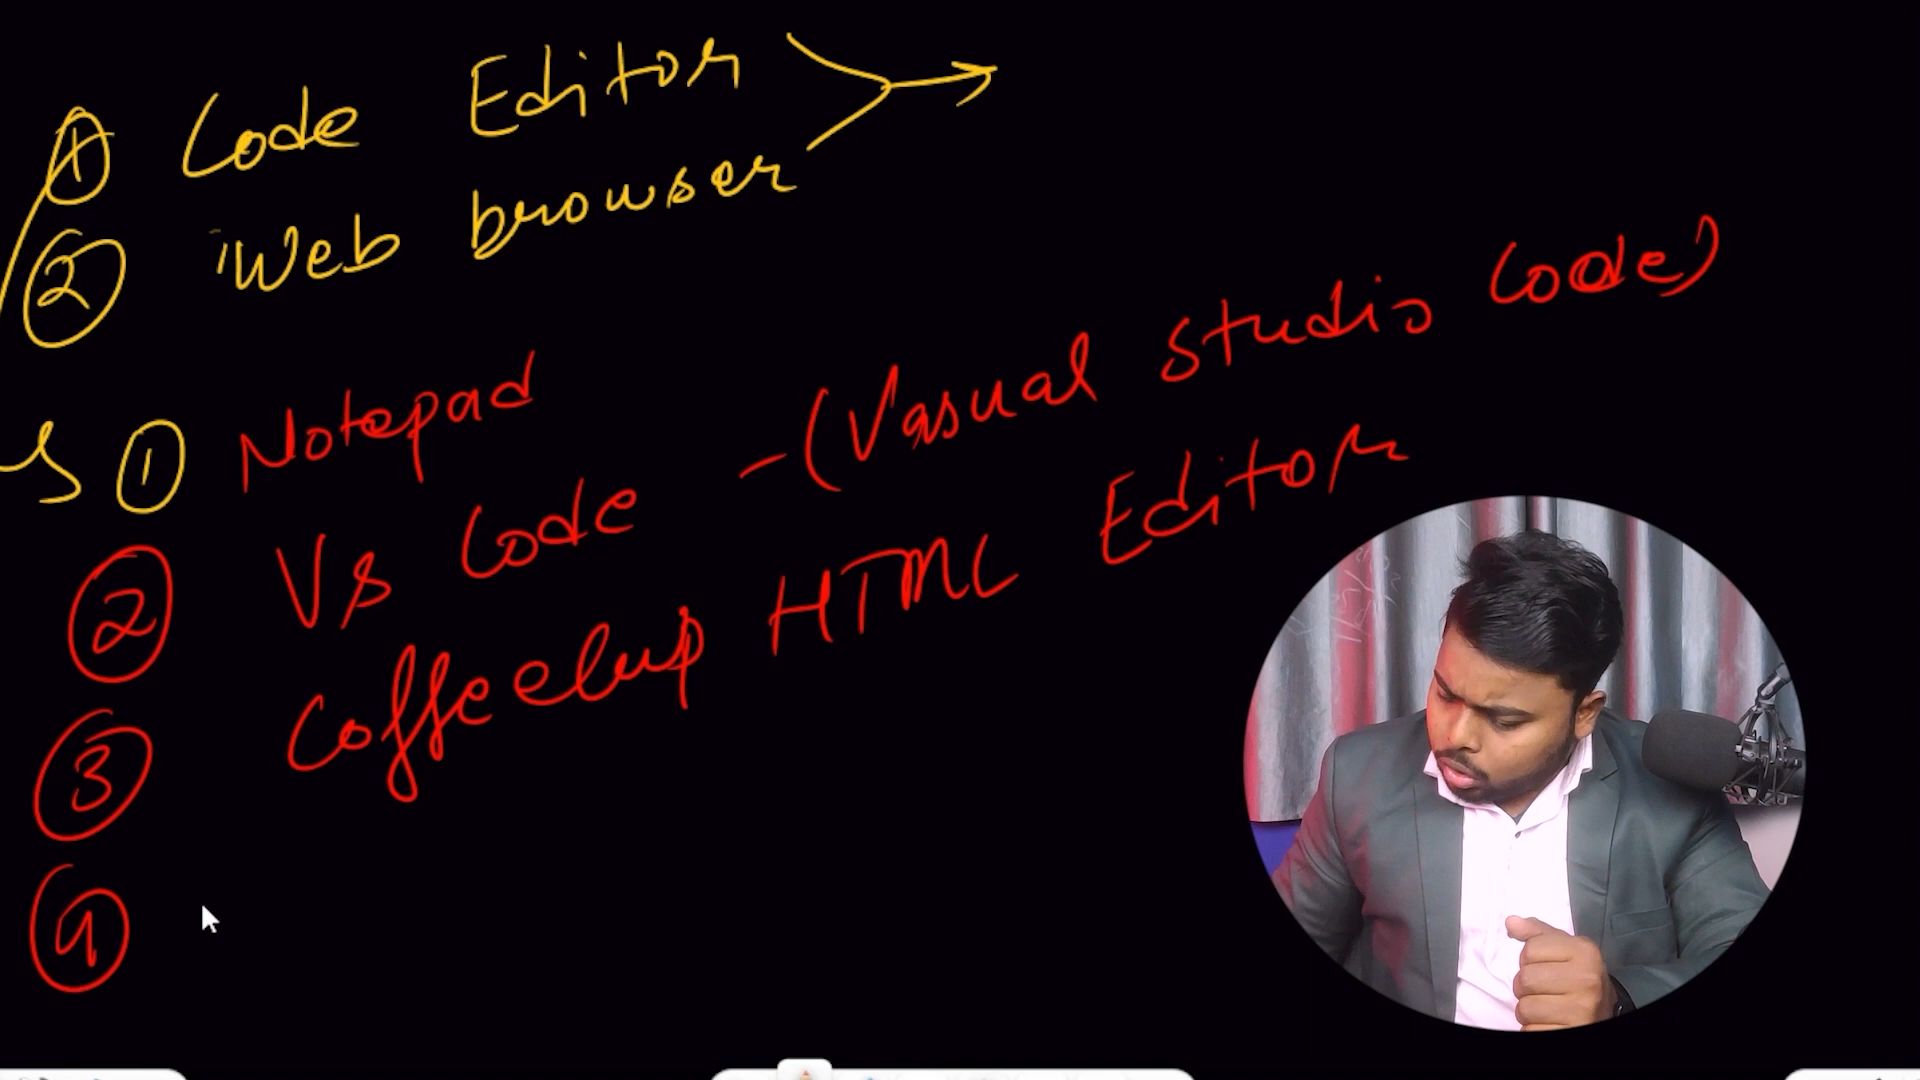 ① Code Editor
② Web browser
① Notepad
② Vs Code - (Vasual Studio Code)
③ Coffeecup HTML Editor
④